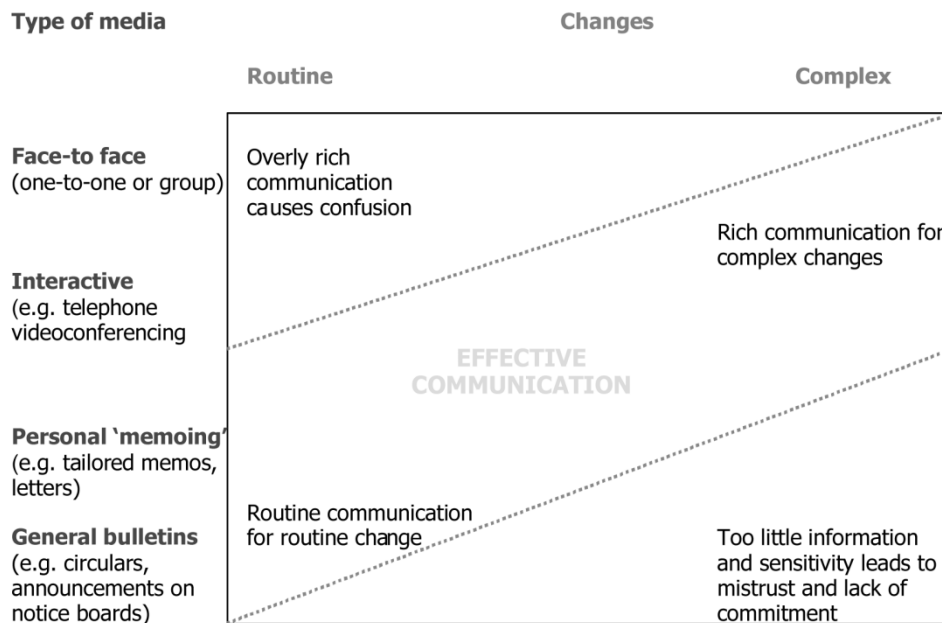 Type of media
Changes
Routine
Complex
Face-to face
(one-to-one or group)
Overly rich
communication
causes confusion
Rich communication for
complex changes
Interactive
(e.g. telephone
videoconferencing
EFFECTIVE
COMMUNICATION
Personal ‘memoing’
(e.g. tailored memos,
letters)
Routine communication
for routine change
General bulletins
(e.g. circulars,
announcements on
notice boards)
Too little information
and sensitivity leads to
mistrust and lack of
commitment